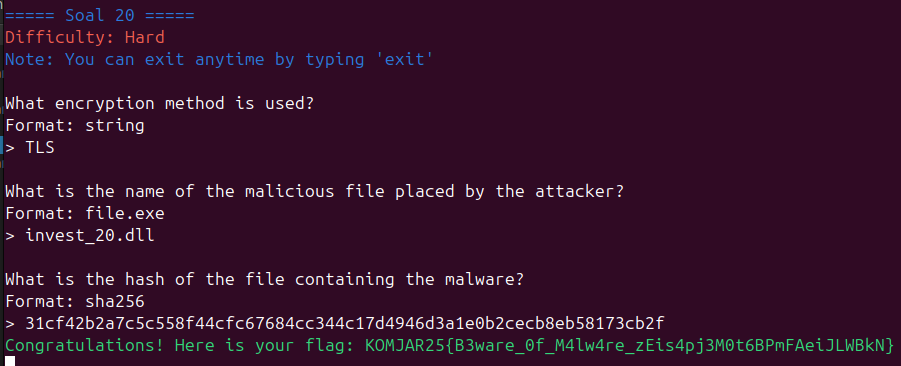 ===== Soal 20 =====
Difficulty: Hard
Note: You can exit anytime by typing 'exit'
What encryption method is used?
Format: string
> TLS
What is the name of the malicious file placed by the attacker?
Format: file.exe
> invest_20.dll
What is the hash of the file containing the malware?
Format: sha256
> 31cf42b2a7c5c558f44cfc67684cc344c17d4946d3a1e0b2cecb8eb58173cb2f
Congratulations! Here is your flag: KOMJAR25{B3ware_0f_M4lw4re_zEis4pj3M0t6BPmFAeiJLWBkN}